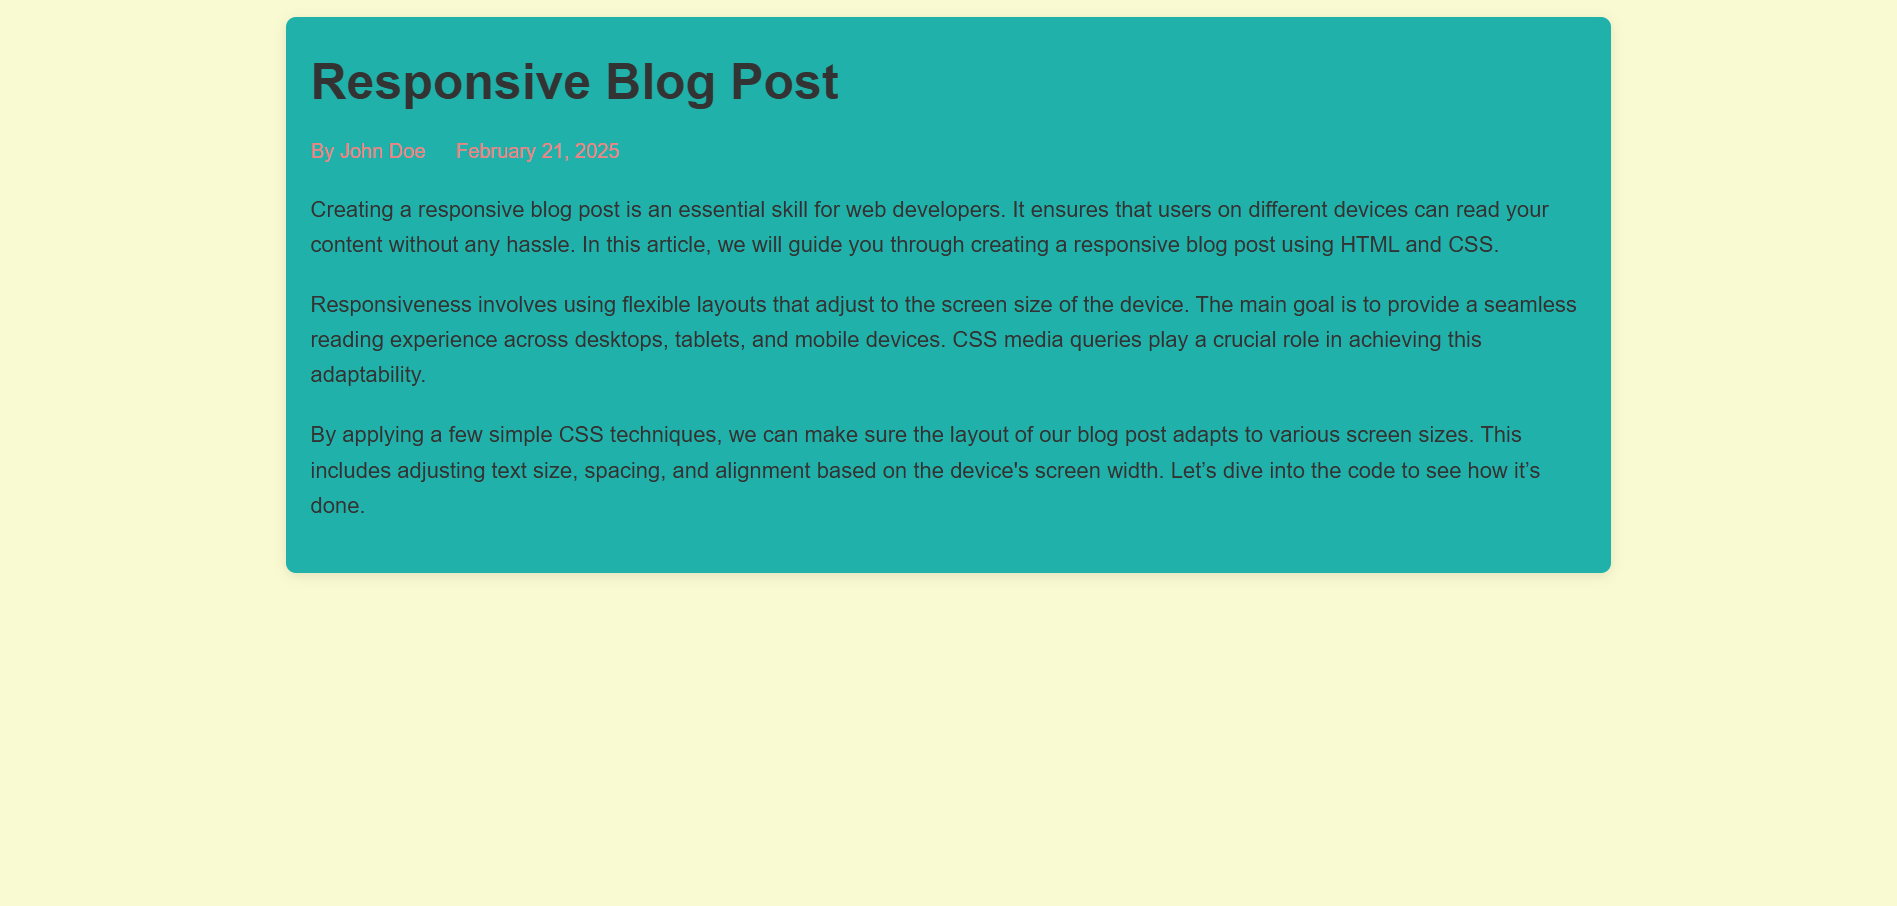 Responsive Blog Post
By John Doe February 21, 2025
Creating a responsive blog post is an essential skill for web developers. It ensures that users on different devices can read your
content without any hassle. In this article, we will guide you through creating a responsive blog post using HTML and CSS.
Responsiveness involves using flexible layouts that adjust to the screen size of the device. The main goal is to provide a seamless
reading experience across desktops, tablets, and mobile devices. CSS media queries play a crucial role in achieving this
adaptability.
By applying a few simple CSS techniques, we can make sure the layout of our blog post adapts to various screen sizes. This
includes adjusting text size, spacing, and alignment based on the device's screen width. Let’s dive into the code to see how it’s
done.